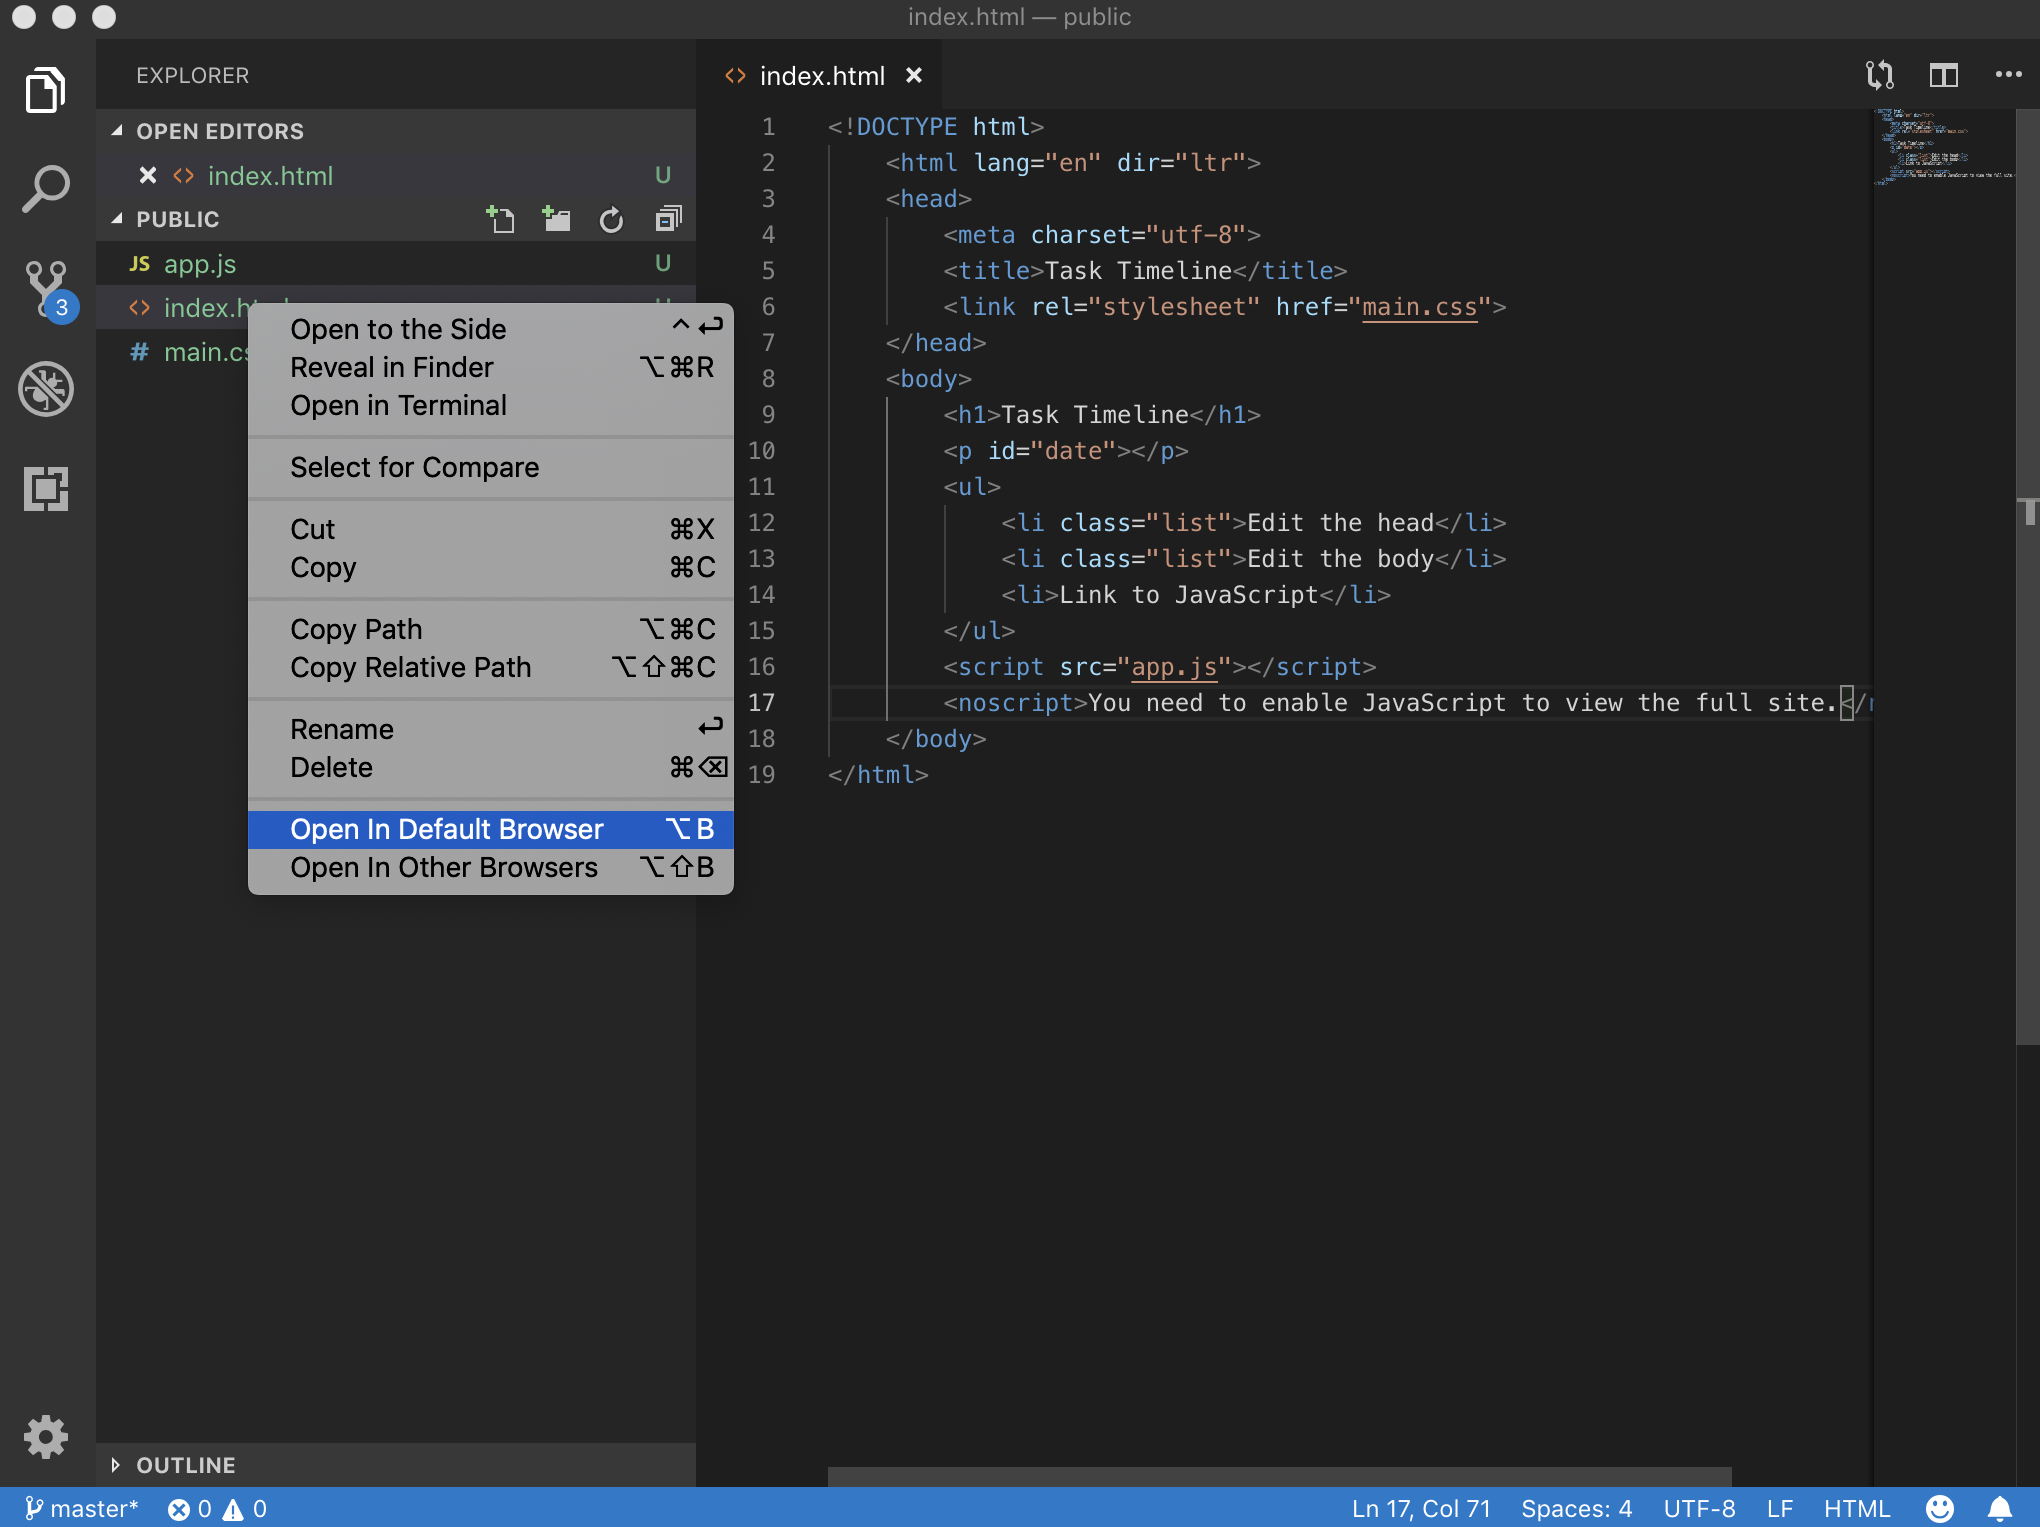 index.html — public
EXPLORER
OPEN EDITORS
index.html U
PUBLIC
JS app.js U
index.html U
# main.cs
3
Open to the Side ^↩
Reveal in Finder ⌥⌘R
Open in Terminal
Select for Compare
Cut ⌘X
Copy ⌘C
Copy Path ⌥⌘C
Copy Relative Path ⌥⇧⌘C
Rename ↩
Delete ⌘⌫
Open In Default Browser ⌥B
Open In Other Browsers ⌥⇧B
OUTLINE
index.html
1 <!DOCTYPE html>
2 <html lang="en" dir="ltr">
3 <head>
4 <meta charset="utf-8">
5 <title>Task Timeline</title>
6 <link rel="stylesheet" href="main.css">
7 </head>
8 <body>
9 <h1>Task Timeline</h1>
10 <p id="date"></p>
11 <ul>
12 <li class="list">Edit the head</li>
13 <li class="list">Edit the body</li>
14 <li>Link to JavaScript</li>
15 </ul>
16 <script src="app.js"></script>
17 <noscript>You need to enable JavaScript to view the full site.</n
18 </body>
19 </html>
master* 0 0 Ln 17, Col 71 Spaces: 4 UTF-8 LF HTML